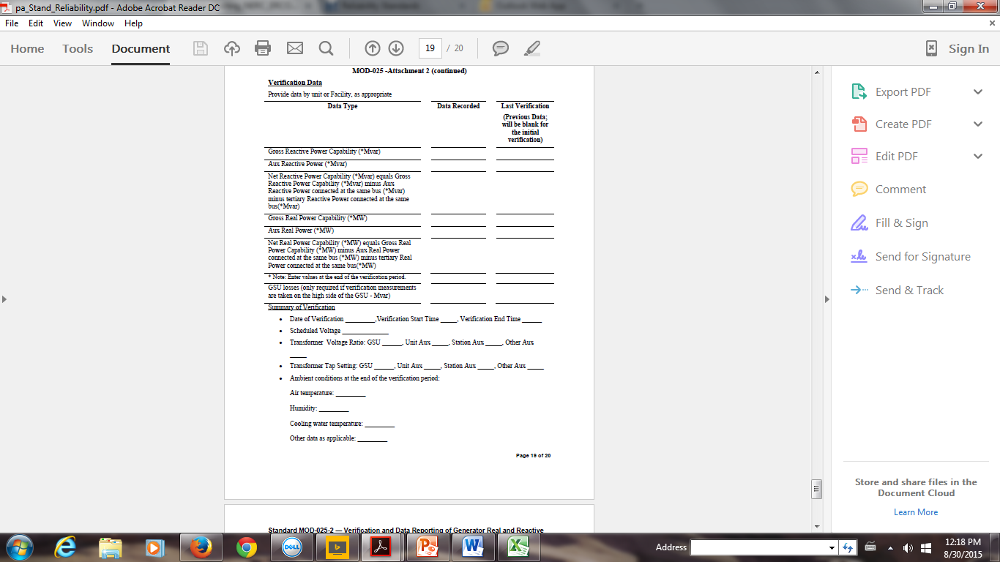 pa_Stand_Reliability.pdf - Adobe Acrobat Reader DC
File Edit View Window Help
Home Tools Document 19 / 20 Sign In
MOD-025 -Attachment 2 (continued)
Verification Data
Provide data by unit or Facility, as appropriate
Data Type Data Recorded Last Verification
(Previous Data;
will be blank for
the initial
verification)
Gross Reactive Power Capability (*Mvar)
Aux Reactive Power (*Mvar)
Net Reactive Power Capability (*Mvar) equals Gross
Reactive Power Capability (*Mvar) minus Aux
Reactive Power connected at the same bus (*Mvar)
minus tertiary Reactive Power connected at the same
bus(*Mvar)
Gross Real Power Capability (*MW)
Aux Real Power (*MW)
Net Real Power Capability (*MW) equals Gross Real
Power Capability (*MW) minus Aux Real Power
connected at the same bus (*MW) minus tertiary Real
Power connected at the same bus(*MW)
* Note: Enter values at the end of the verification period.
GSU losses (only required if verification measurements
are taken on the high side of the GSU - Mvar)
Summary of Verification
• Date of Verification _________,Verification Start Time _____, Verification End Time ______
• Scheduled Voltage ______________
• Transformer Voltage Ratio: GSU ______, Unit Aux _____, Station Aux _____, Other Aux
_____
• Transformer Tap Setting: GSU ______, Unit Aux _____, Station Aux _____, Other Aux _____
• Ambient conditions at the end of the verification period:
Air temperature: _________
Humidity: _________
Cooling water temperature: _________
Other data as applicable: _________
Page 19 of 20
Standard MOD-025-2 — Verification and Data Reporting of Generator Real and Reactive
Export PDF
Create PDF
Edit PDF
Comment
Fill & Sign
Send for Signature
Send & Track
Store and share files in the
Document Cloud
Learn More
DELL
Address
12:18 PM
8/30/2015